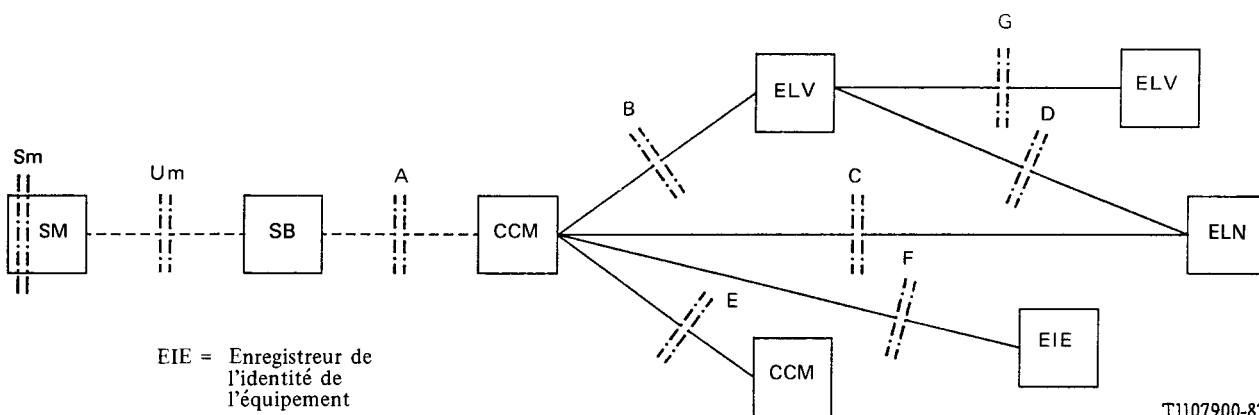 G
ELV
ELV
B
D
Sm
Um
A
C
SM
SB
CCM
ELN
F
E
EIE
EIE = Enregistreur de
l'identité de
l'équipement
CCM